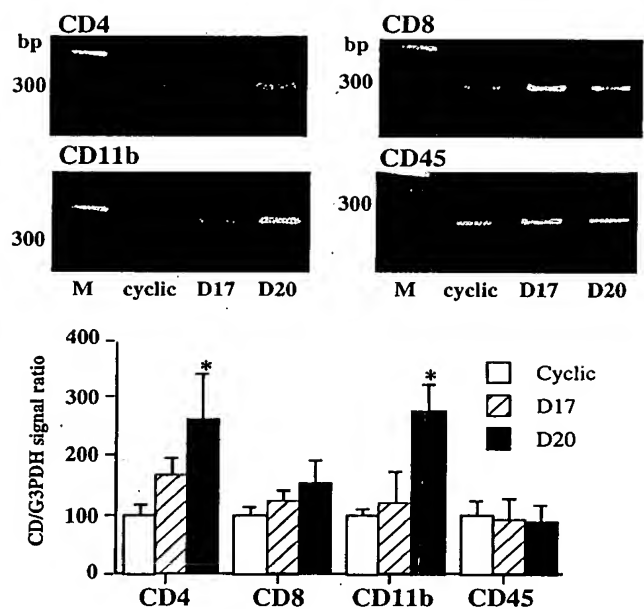 CD4
bp
300
CD8
bp
300
CD11b
300
CD45
300
M cyclic D17 D20
M cyclic D17 D20
400
300
200
100
0
CD/G3PDH signal ratio
*
*
Cyclic
D17
D20
CD4 CD8 CD11b CD45